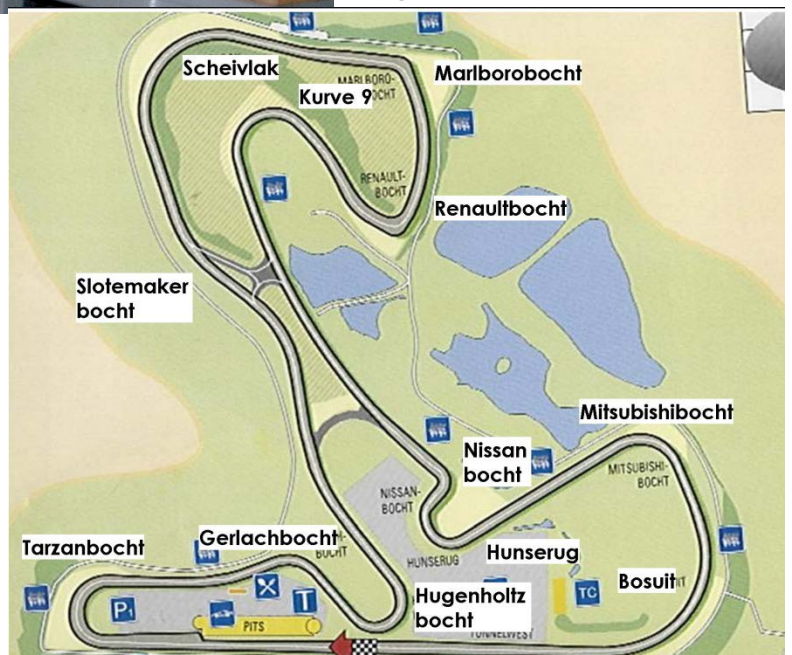 Scheivlak
MARLBORO-
Kurve 9
OCHT
Marlborobocht
RENAULT-
BOCHT
Renaultbocht
Slotemaker
bocht
Mitsubishibocht
Nissan
bocht
MITSUBISHI-
BOCHT
NISSAN-
BOCHT
Gerlachbocht
BOCHT
Tarzanbocht
HUNSERUG
Hunserug
Bosuit
TC
P1
T
Hugenholtz
bocht
PITS
TUNNELWEST